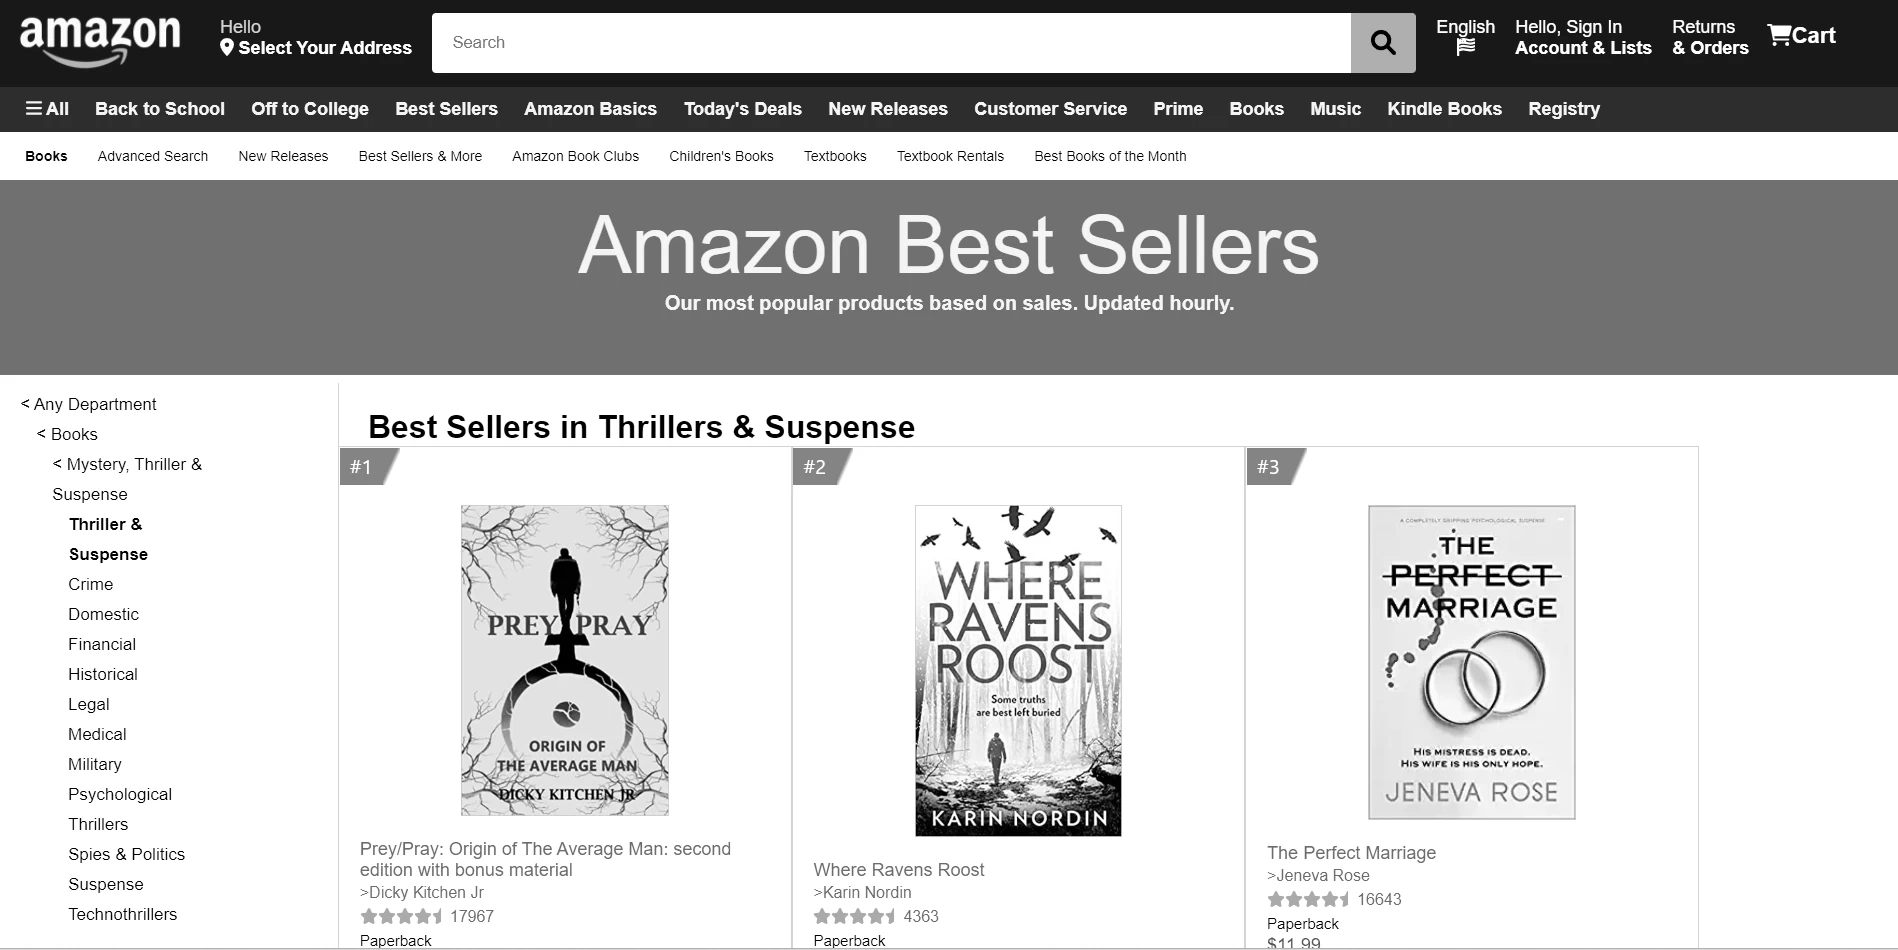 amazon
Hello
Select Your Address
Search
English
Hello, Sign In
Account & Lists
Returns
& Orders
Cart
All Back to School Off to College Best Sellers Amazon Basics Today's Deals New Releases Customer Service Prime Books Music Kindle Books Registry
Books Advanced Search New Releases Best Sellers & More Amazon Book Clubs Children's Books Textbooks Textbook Rentals Best Books of the Month
Amazon Best Sellers
Our most popular products based on sales. Updated hourly.
< Any Department
< Books
< Mystery, Thriller &
Suspense
Thriller &
Suspense
Crime
Domestic
Financial
Historical
Legal
Medical
Military
Psychological
Thrillers
Spies & Politics
Suspense
Technothrillers
Best Sellers in Thrillers & Suspense
#1
PREY PRAY
ORIGIN OF
THE AVERAGE MAN
DICKY KITCHEN JR
Prey/Pray: Origin of The Average Man: second
edition with bonus material
>Dicky Kitchen Jr
17967
Paperback
#2
WHERE
RAVENS
ROOST
Some truths
are best left buried
KARIN NORDIN
Where Ravens Roost
>Karin Nordin
4363
Paperback
#3
A COMPLETELY GRIPPING PSYCHOLOGICAL SUSPENSE
THE
PERFECT
MARRIAGE
HIS MISTRESS IS DEAD.
HIS WIFE IS HIS ONLY HOPE.
JENEVA ROSE
The Perfect Marriage
>Jeneva Rose
16643
Paperback
$11.99